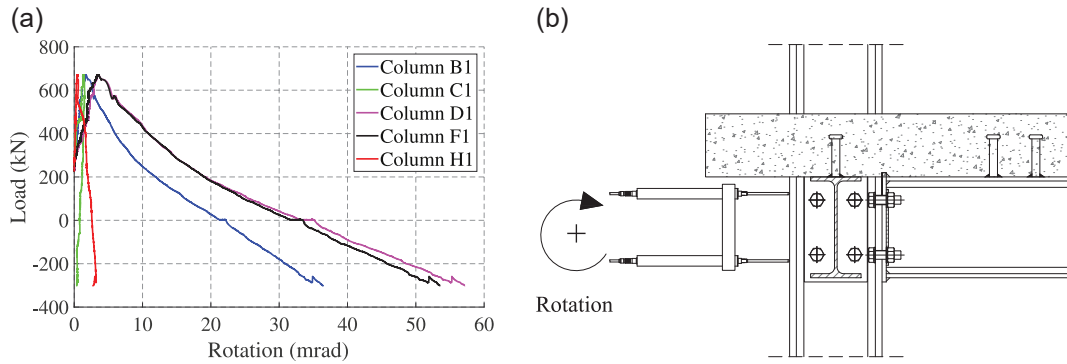 (a)
800
600
400
200
0
-200
-400
0 10 20 30 40 50 60
Load (kN)
Rotation (mrad)
Column B1
Column C1
Column D1
Column F1
Column H1
(b)
Rotation